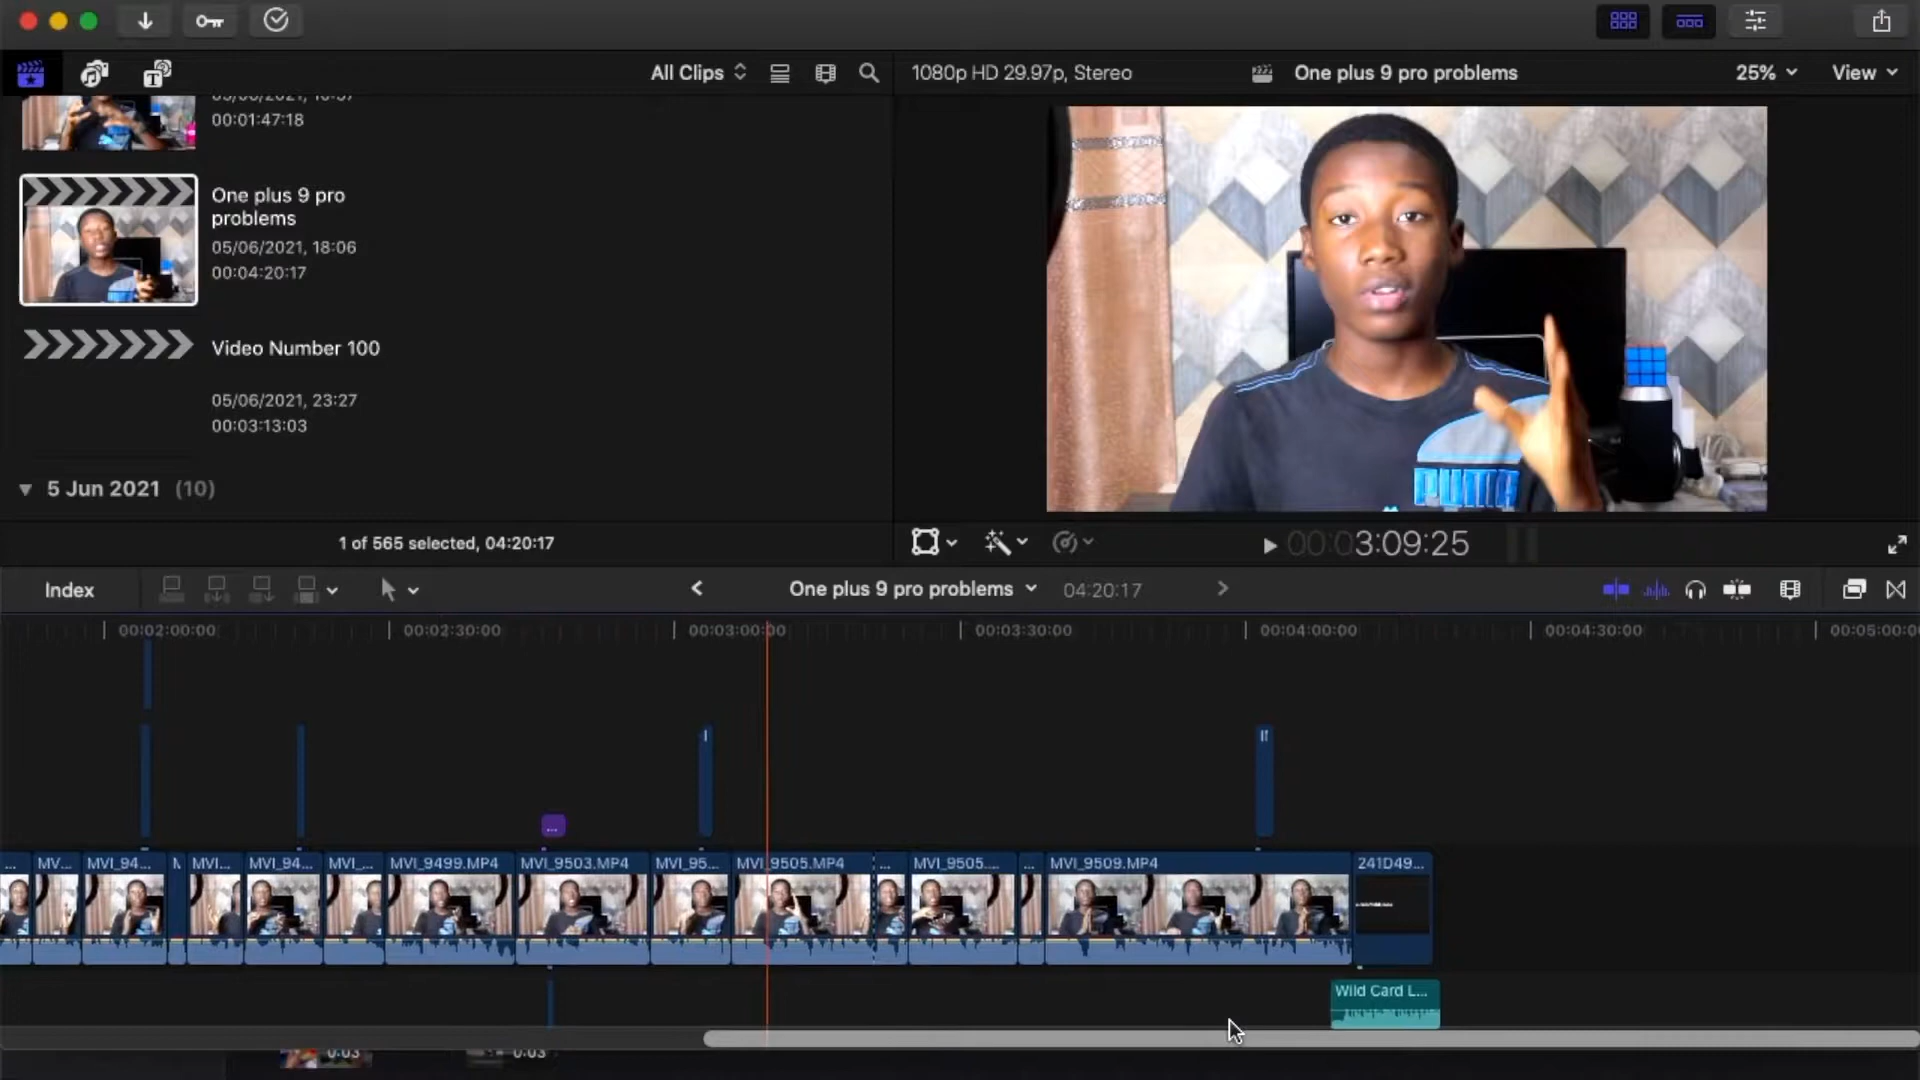 All Clips
1080p HD 29.97p, Stereo
One plus 9 pro problems
25%
View
00:01:47:18
One plus 9 pro
problems
05/06/2021, 18:06
00:04:20:17
Video Number 100
05/06/2021, 23:27
00:03:13:03
5 Jun 2021 (10)
1 of 565 selected, 04:20:17
PUMA
00:03:09:25
Index
One plus 9 pro problems
04:20:17
00:02:00:00
00:02:30:00
00:03:00:00
00:03:30:00
00:04:00:00
00:04:30:00
00:05:00:0
...
... MV... MVI_94... M MVI... MVI_94... MVI_... MVI_9499.MP4 MVI_9503.MP4 MVI_95... MVI_9505.MP4 ... MVI_9505.... ... MVI_9509.MP4 241D49...
Wild Card L...
0:03
0:03